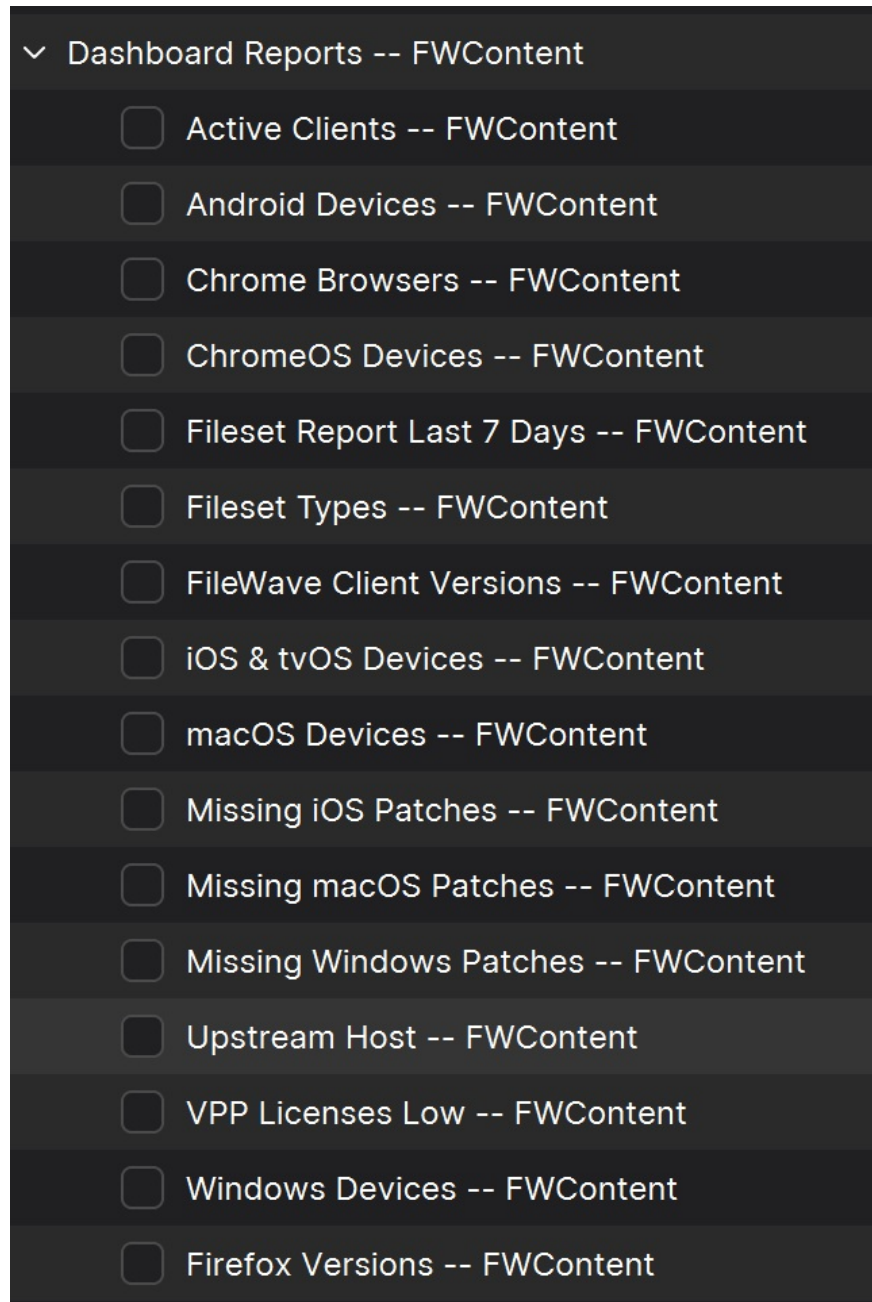 Dashboard Reports -- FWContent
Active Clients -- FWContent
Android Devices -- FWContent
Chrome Browsers -- FWContent
ChromeOS Devices -- FWContent
Fileset Report Last 7 Days -- FWContent
Fileset Types -- FWContent
FileWave Client Versions -- FWContent
iOS & tvOS Devices -- FWContent
macOS Devices -- FWContent
Missing iOS Patches -- FWContent
Missing macOS Patches -- FWContent
Missing Windows Patches -- FWContent
Upstream Host -- FWContent
VPP Licenses Low -- FWContent
Windows Devices -- FWContent
Firefox Versions -- FWContent